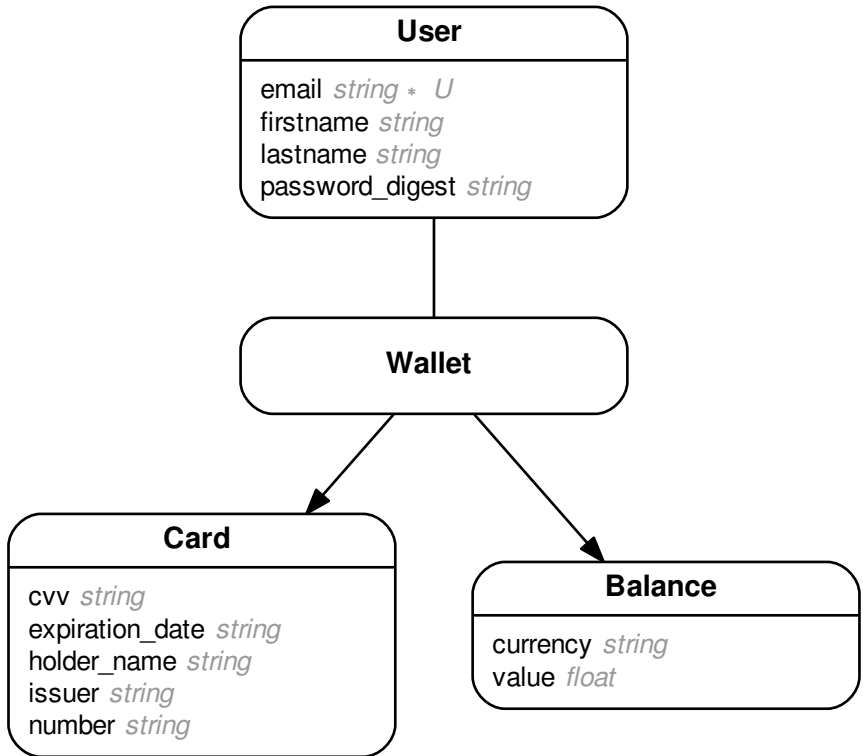 User
email string * U
firstname string
lastname string
password_digest string
Wallet
Card
cvv string
expiration_date string
holder_name string
issuer string
number string
Balance
currency string
value float